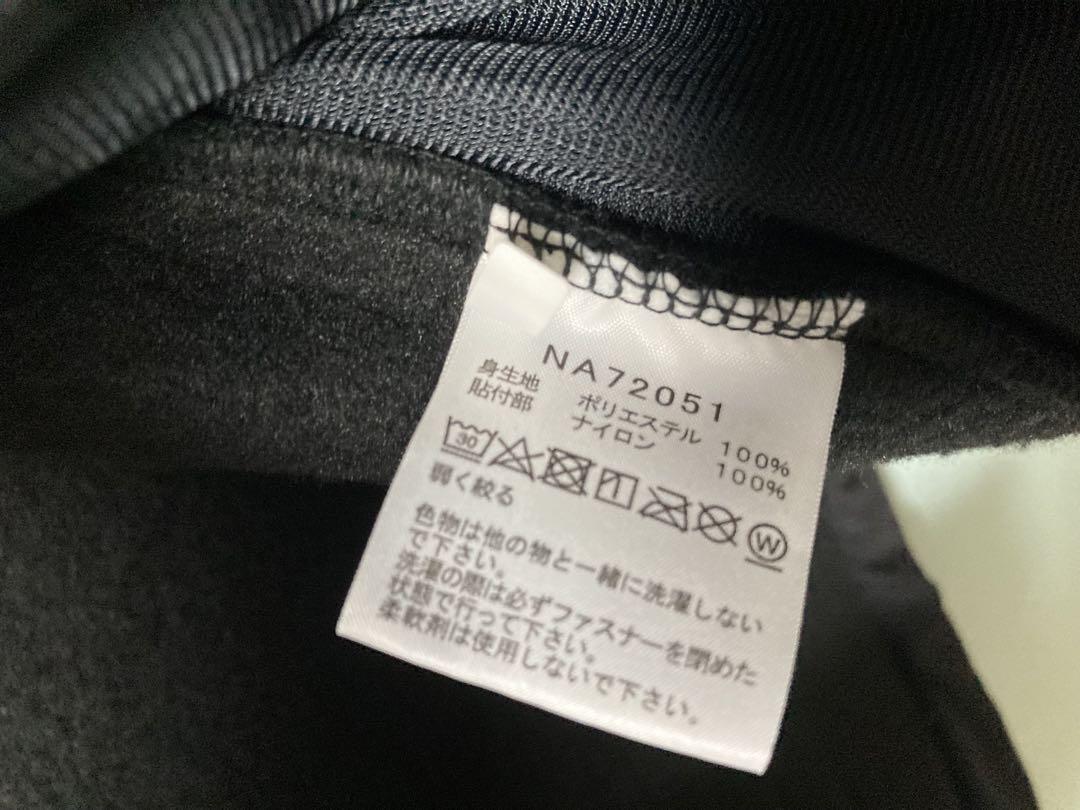 NA72051
身生地 ポリエステル 100%
貼付部 ナイロン 100%
30 W
弱く絞る
色物は他の物と一緒に洗濯しない
で下さい。
洗濯の際は必ずファスナーを閉めた
状態で行って下さい。
柔軟剤は使用しないで下さい。